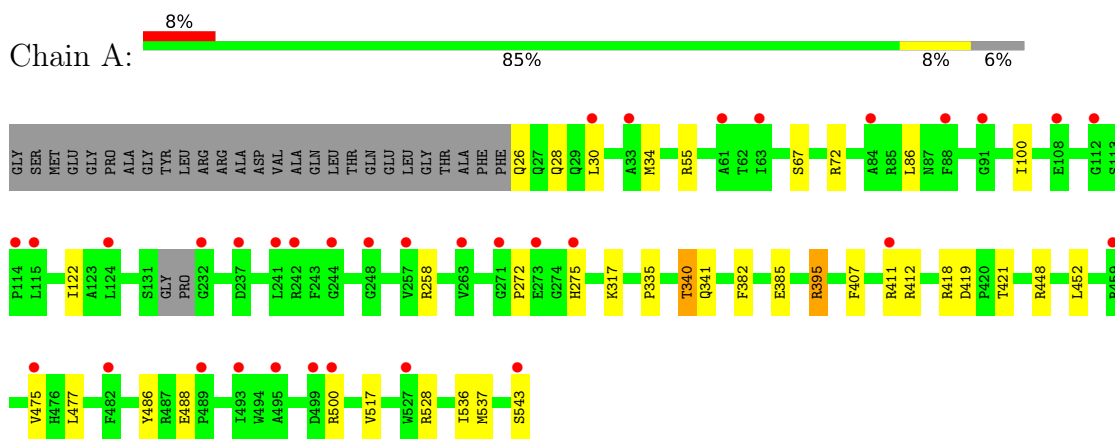 8%
Chain A:
85% 8% 6%
GLY SER MET GLU GLY PRO ALA GLY TYR LEU ARG ARG ALA ASP VAL ALA GLN LEU THR GLN GLU LEU GLY THR ALA PHE PHE Q26 Q27 Q28 Q29 L30 A33 M34 R55 A61 T62 I63 S67 R72 A84 R85 L86 N87 F88 G91 I100 E108 G112 S113
P114 L115 I122 A123 L124 S131 GLY PRO G232 D237 L241 R242 F243 G244 G248 V257 R258 V263 G271 P272 E273 G274 H275 K317 P335 T340 Q341 F382 E385 R395 F407 R411 R412 R418 D419 P420 T421 R448 L452
V475 H476 L477 F482 Y486 R487 E488 P489 I493 W494 A495 D499 R500 V517 W527 R528 I536 M537 S543